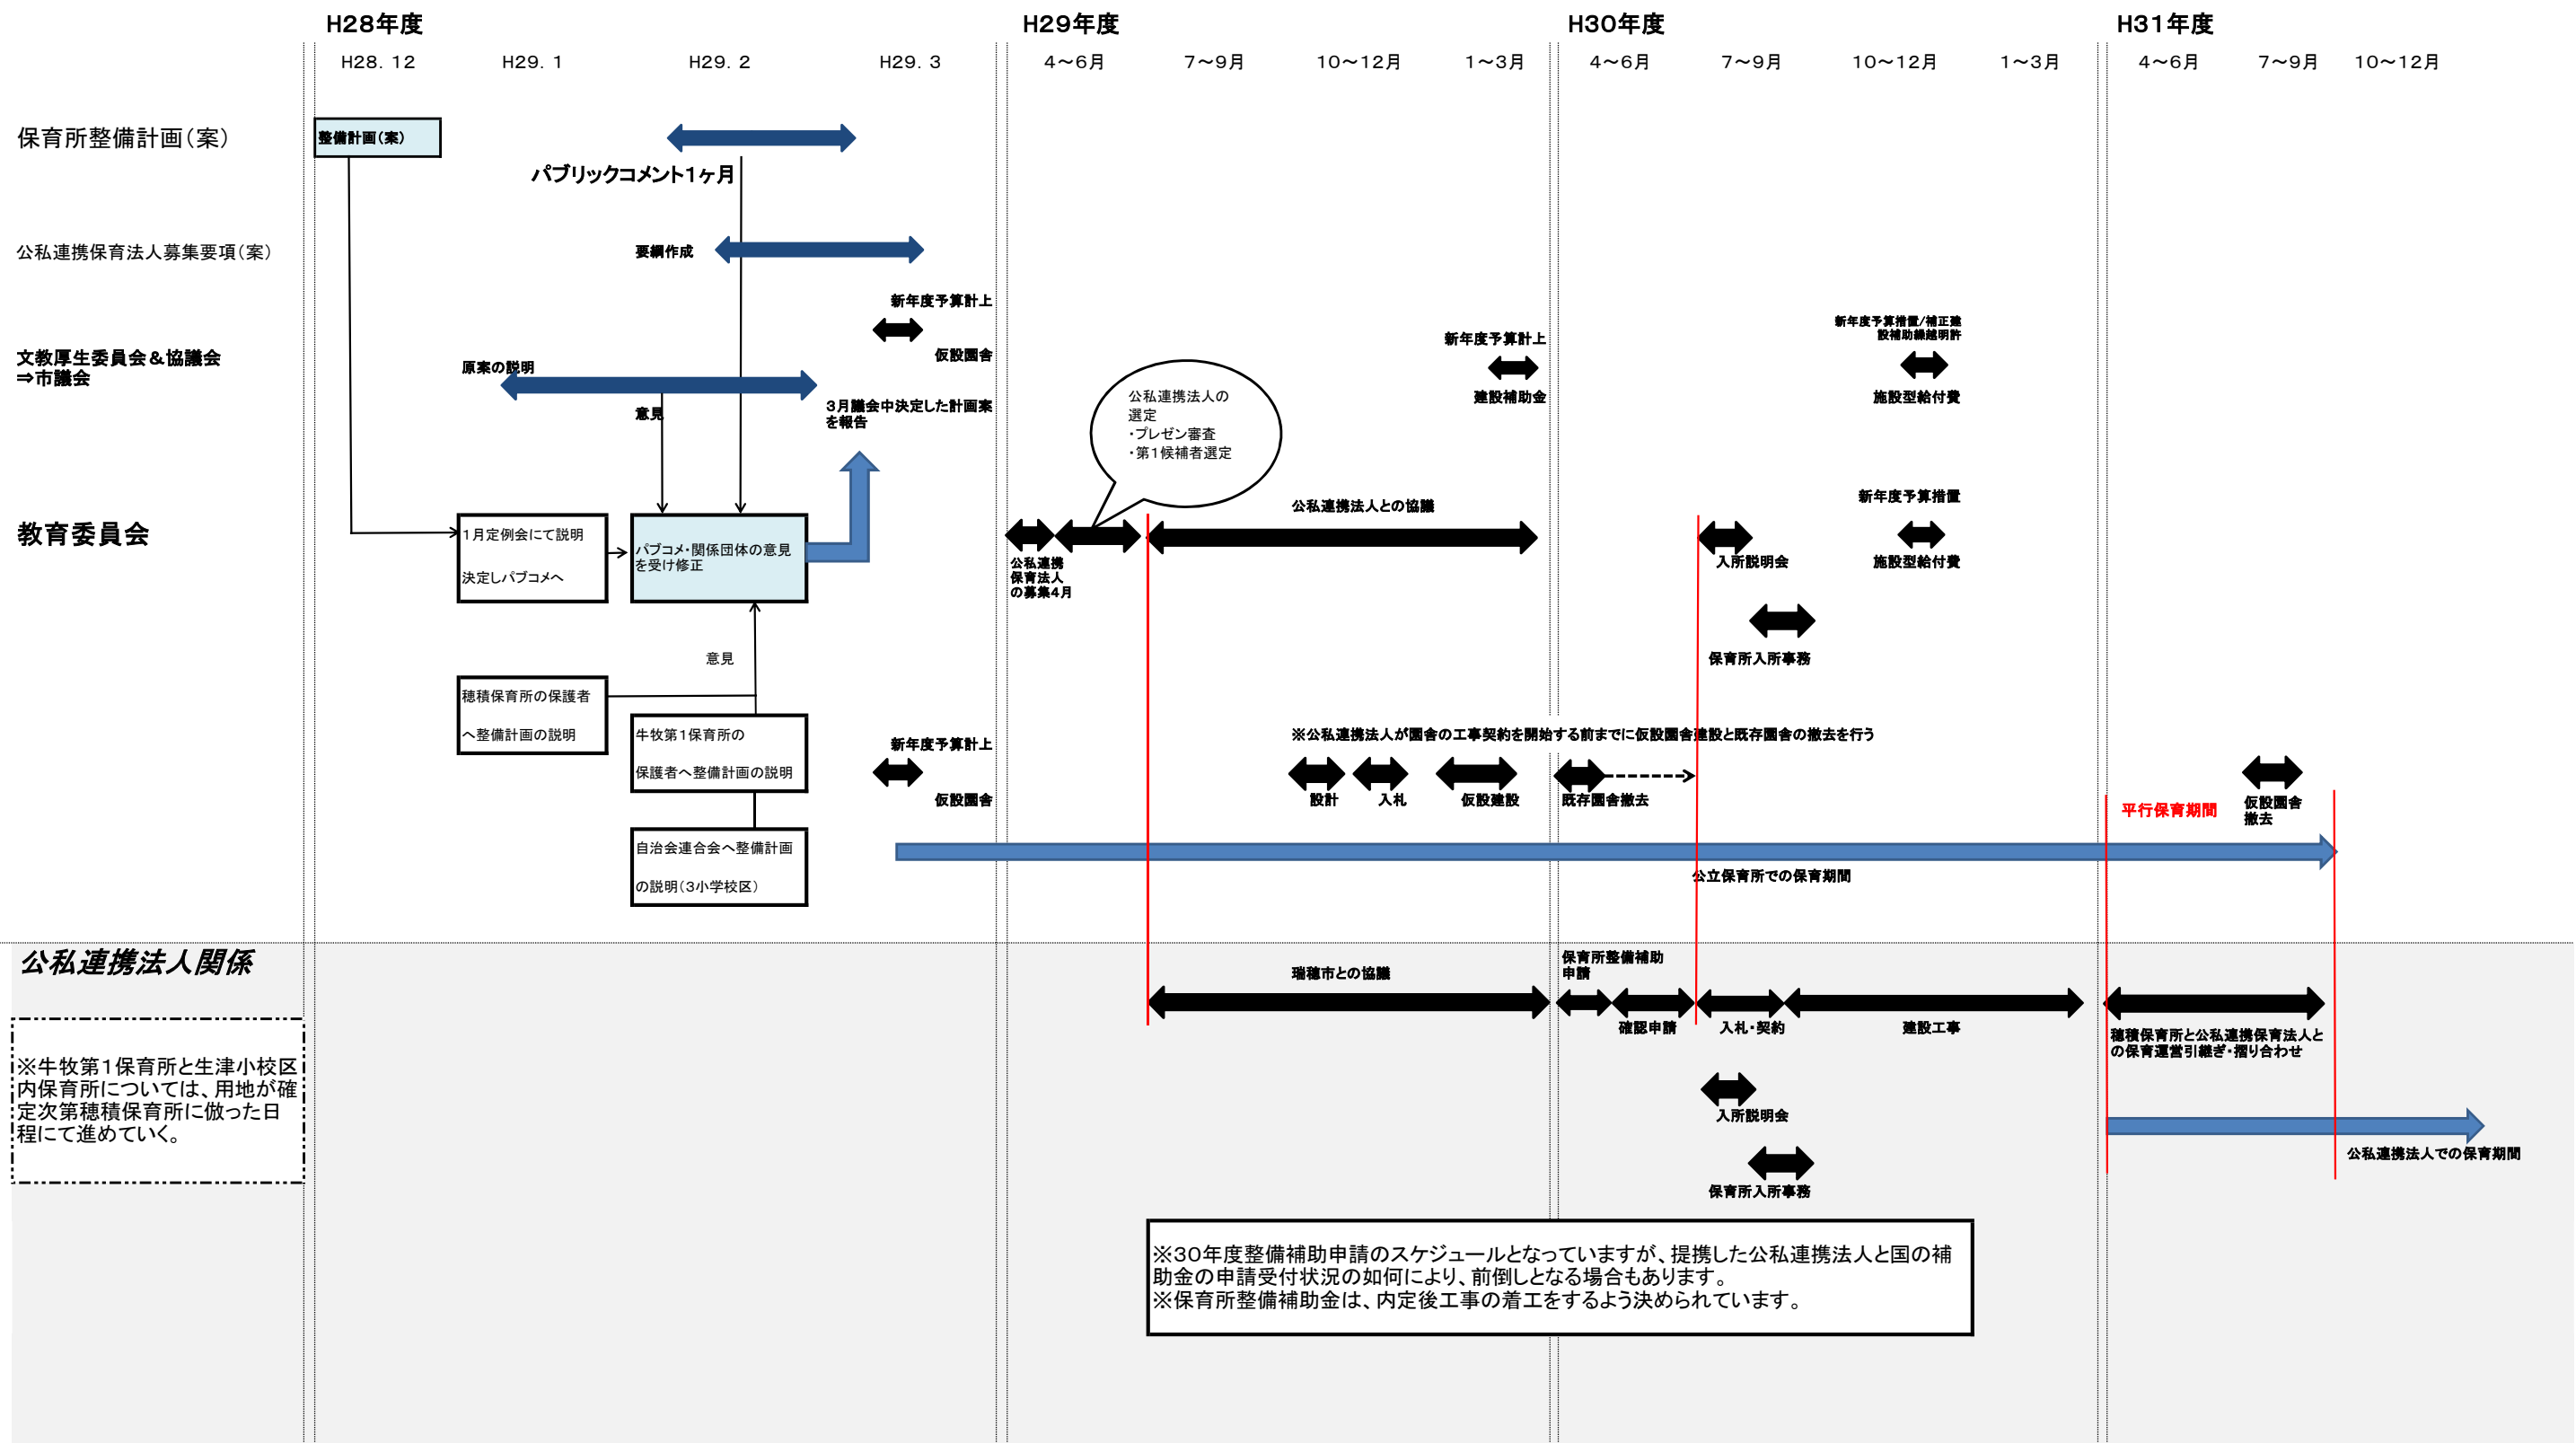 H28年度
H29年度
H30年度
H31年度
H28．12
H29．1
H29．2
H29．3
4～6月
7～9月
10～12月
1～3月
4～6月
7～9月
10～12月
1～3月
4～6月
7～9月
10～12月
保育所整備計画（案）
整備計画（案）
パブリックコメント1ヶ月
公私連携保育法人募集要項（案）
要綱作成
文教厚生委員会＆協議会
⇒市議会
原案の説明
意見
新年度予算計上
仮設園舎
3月議会中決定した計画案
を報告
新年度予算計上
建設補助金
新年度予算措置/補正建
設補助繰越明許
施設型給付費
公私連携法人の
選定
・プレゼン審査
・第1候補者選定
教育委員会
1月定例会にて説明
決定しパブコメへ
パブコメ・関係団体の意見
を受け修正
公私連携
保育法人
の募集4月
公私連携法人との協議
入所説明会
新年度予算措置
施設型給付費
保育所入所事務
意見
穂積保育所の保護者
へ整備計画の説明
牛牧第1保育所の
保護者へ整備計画の説明
自治会連合会へ整備計画
の説明（3小学校区）
新年度予算計上
仮設園舎
※公私連携法人が園舎の工事契約を開始する前までに仮設園舎建設と既存園舎の撤去を行う
設計
入札
仮設建設
既存園舎撤去
平行保育期間
仮設園舎
撤去
公立保育所での保育期間
公私連携法人関係
瑞穂市との協議
保育所整備補助
申請
確認申請
入札・契約
建設工事
穂積保育所と公私連携保育法人と
の保育運営引継ぎ・摺り合わせ
※牛牧第1保育所と生津小校区
内保育所については、用地が確
定次第穂積保育所に倣った日
程にて進めていく。
入所説明会
保育所入所事務
公私連携法人での保育期間
※30年度整備補助申請のスケジュールとなっていますが、提携した公私連携法人と国の補
助金の申請受付状況の如何により、前倒しとなる場合もあります。
※保育所整備補助金は、内定後工事の着工をするよう決められています。